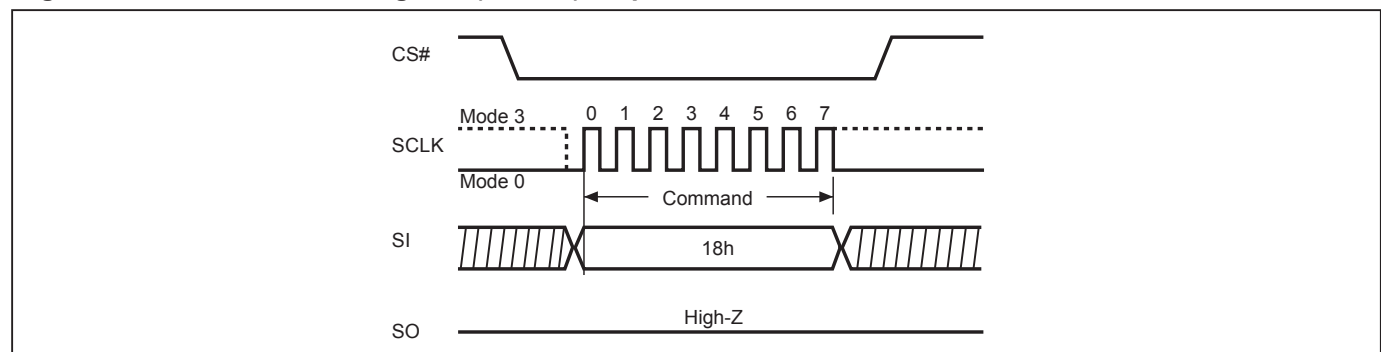 CS#
Mode 3
0 1 2 3 4 5 6 7
SCLK
Mode 0
Command
SI
18h
High-Z
SO